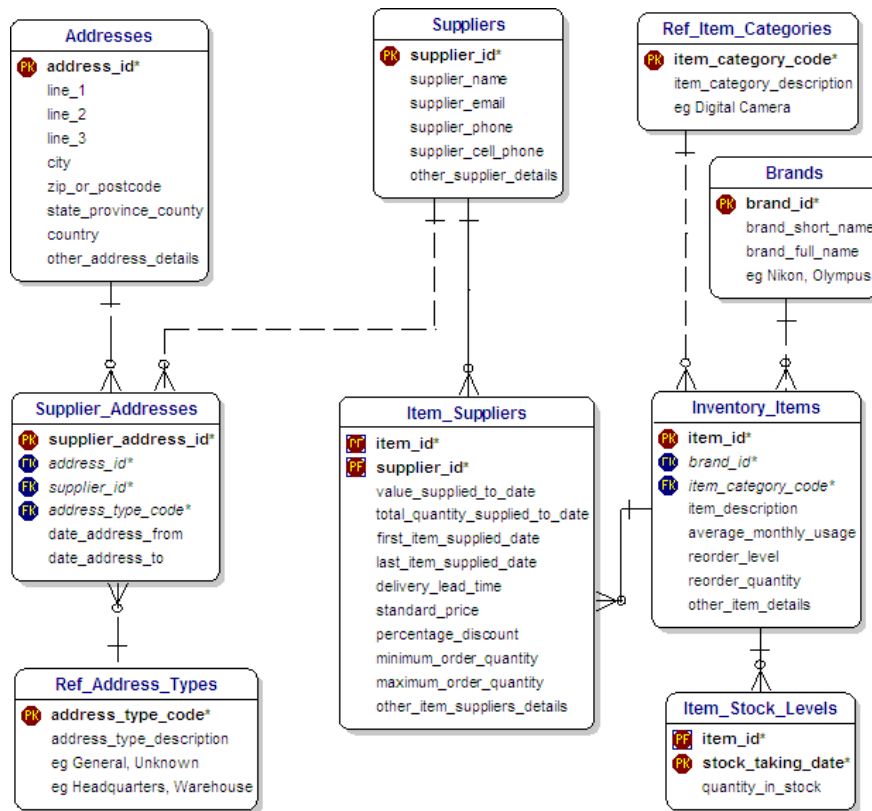 Addresses
PK address_id*
line_1
line_2
line_3
city
zip_or_postcode
state_province_county
country
other_address_details
Suppliers
PK supplier_id*
supplier_name
supplier_email
supplier_phone
supplier_cell_phone
other_supplier_details
Ref_Item_Categories
PK item_category_code*
item_category_description
eg Digital Camera
Brands
PK brand_id*
brand_short_name
brand_full_name
eg Nikon, Olympus
Supplier_Addresses
PK supplier_address_id*
FK address_id*
FK supplier_id*
FK address_type_code*
date_address_from
date_address_to
Item_Suppliers
PF item_id*
PF supplier_id*
value_supplied_to_date
total_quantity_supplied_to_date
first_item_supplied_date
last_item_supplied_date
delivery_lead_time
standard_price
percentage_discount
minimum_order_quantity
maximum_order_quantity
other_item_suppliers_details
Inventory_Items
PK item_id*
FK brand_id*
FK item_category_code*
item_description
average_monthly_usage
reorder_level
reorder_quantity
other_item_details
Ref_Address_Types
PK address_type_code*
address_type_description
eg General, Unknown
eg Headquarters, Warehouse
Item_Stock_Levels
PF item_id*
PK stock_taking_date*
quantity_in_stock